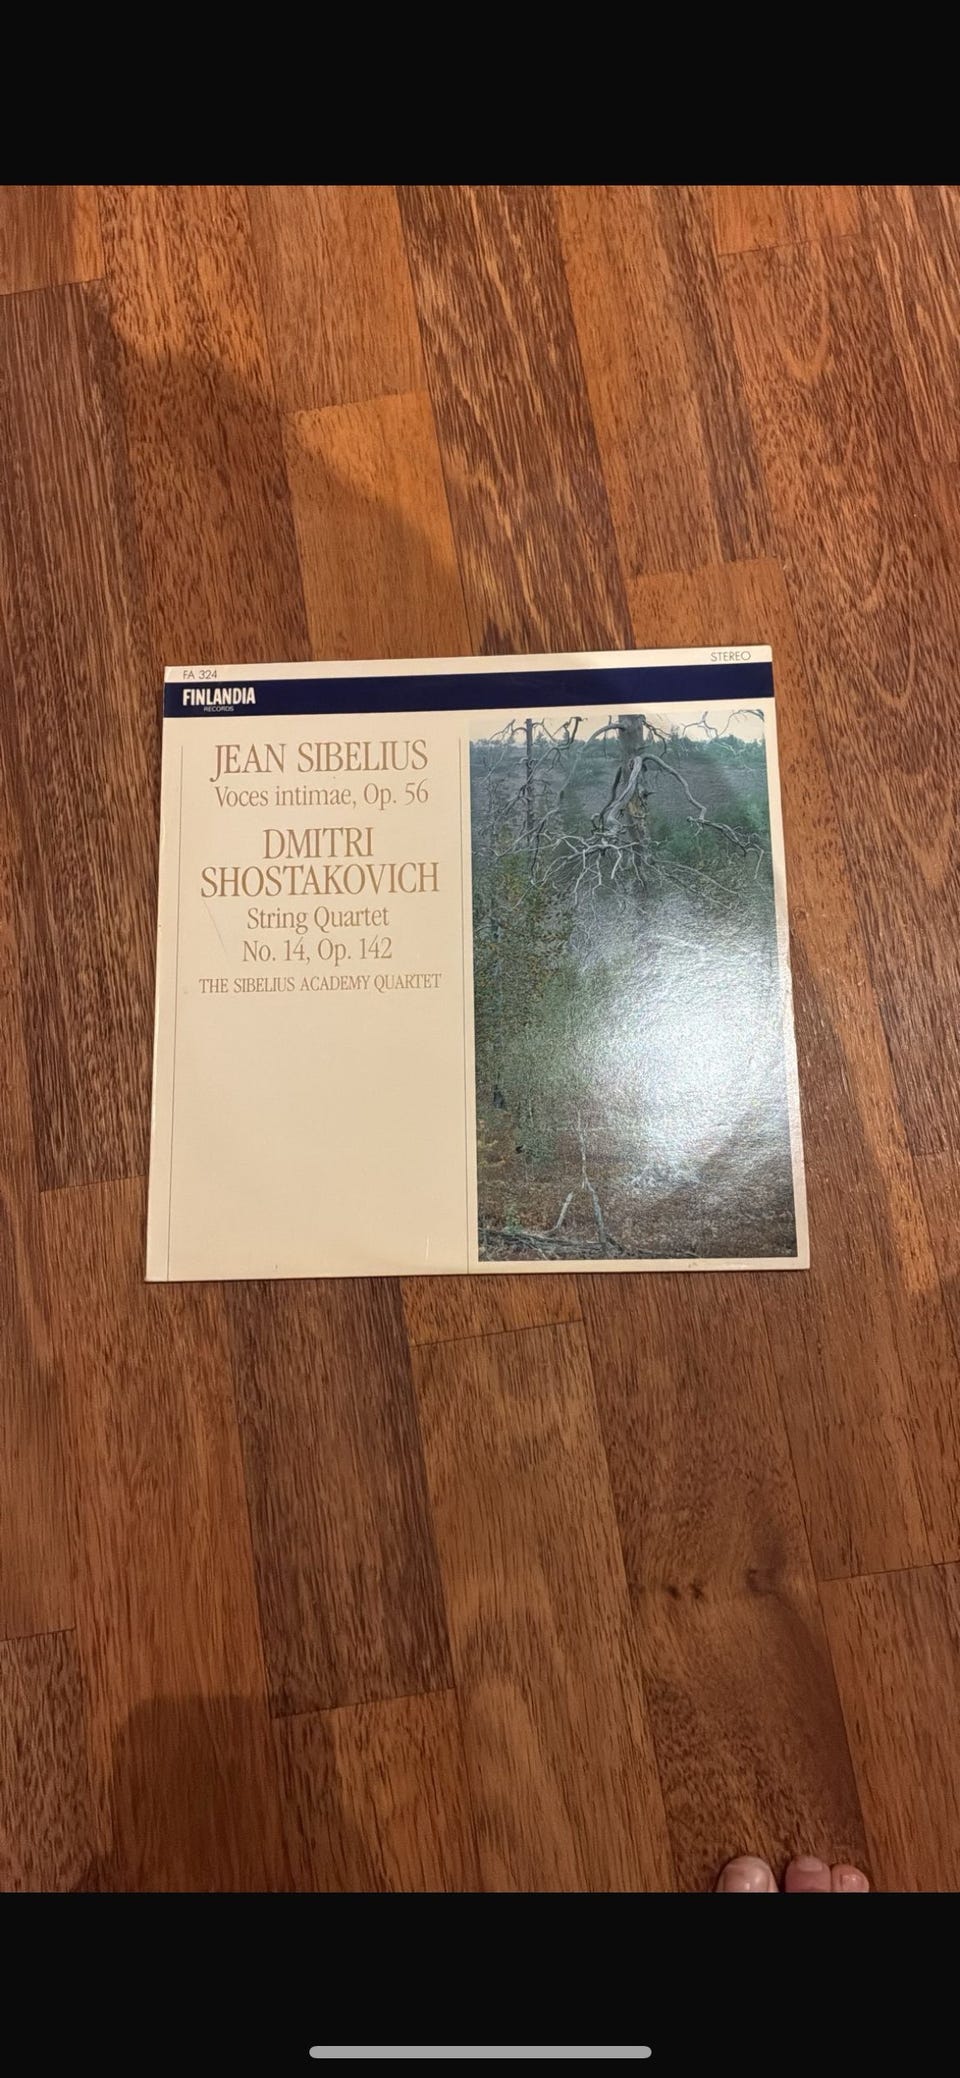 FA 324
STEREO
FINLANDIA
RECORDS
JEAN SIBELIUS
Voces intimae, Op. 56
DMITRI
SHOSTAKOVICH
String Quartet
No. 14, Op. 142
THE SIBELIUS ACADEMY QUARTET